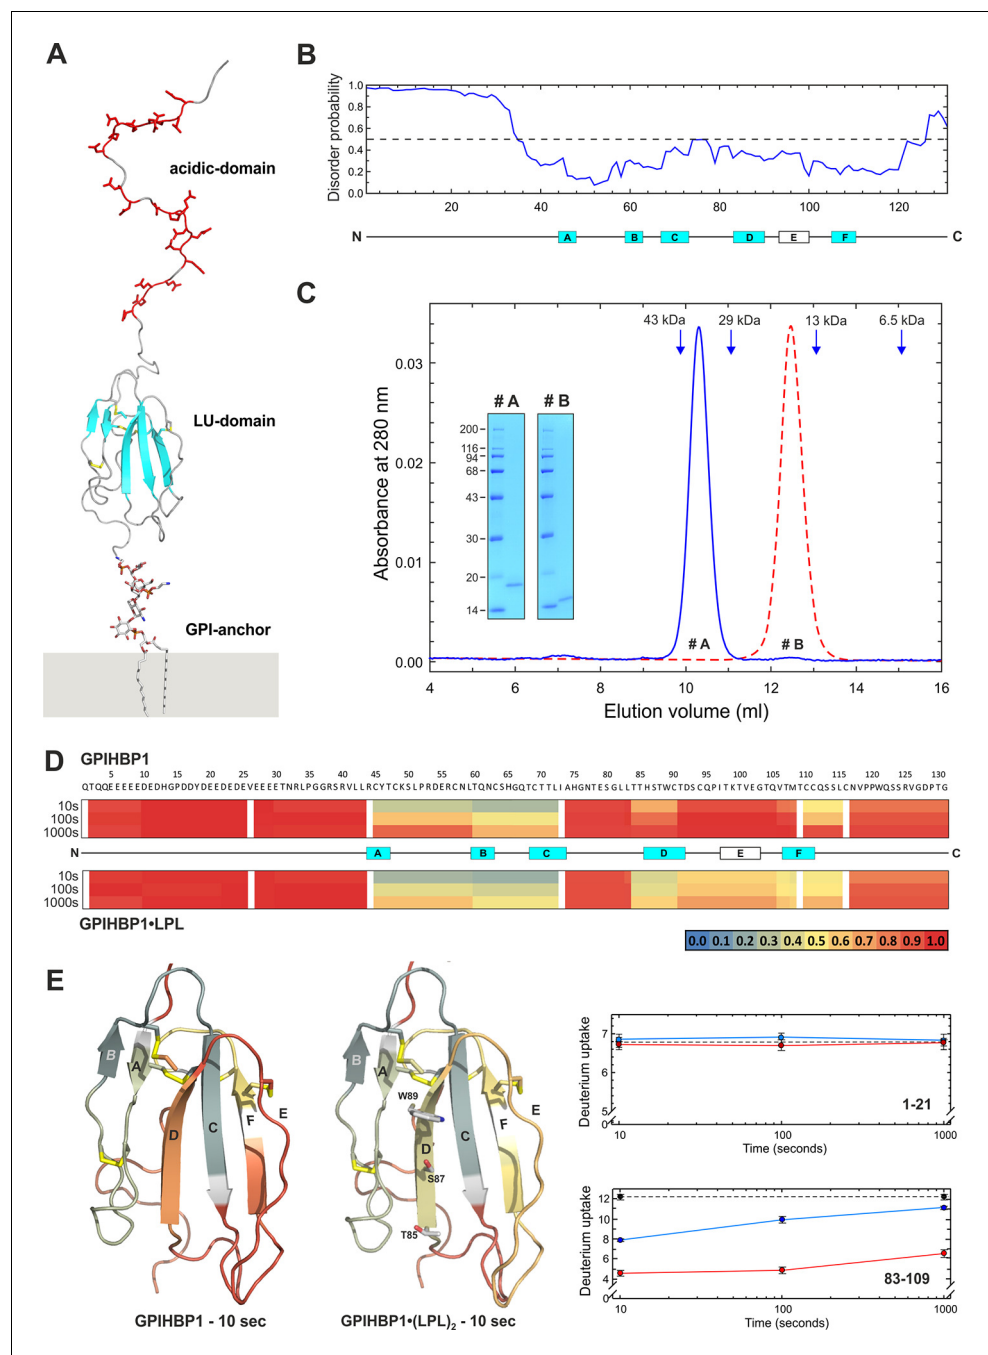 A
acidic-domain
LU-domain
GPI-anchor
B
Disorder probability
1.0
0.8
0.6
0.4
0.2
0.0
20 40 60 80 100 120
N A B C D E F C
C
43 kDa 29 kDa 13 kDa 6.5 kDa
Absorbance at 280 nm
0.03
0.02
0.01
0.00
# A # B
200
116
94
68
43
30
20
14
# A # B
4 6 8 10 12 14 16
Elution volume (ml)
D
GPIHBP1
5 10 15 20 25 30 35 40 45 50 55 60 65 70 75 80 85 90 95 100 105 110 115 120 125 130
QTQQEEEEEDEDHGPDDYDEEDEDEVEEEETNRLPGGRSRVLLRCYTCKSLPRDERCNLTQNCSHGQTCTTLIAHGNTESGLLTTHSTWCTDSCQPITKTVEGTQVTMTCCQSSLCNVPPWQSSRVGDPTG
10s
100s
1000s
N A B C D E F C
10s
100s
1000s
GPIHBP1•LPL
0.0 0.1 0.2 0.3 0.4 0.5 0.6 0.7 0.8 0.9 1.0
E
B A D C F E
GPIHBP1 - 10 sec
B A W89 D C F E
S87
T85
GPIHBP1•(LPL)₂ - 10 sec
Deuterium uptake
7
6
5
0
1-21
10 100 1000
Time (seconds)
Deuterium uptake
12
10
8
6
4
0
83-109
10 100 1000
Time (seconds)